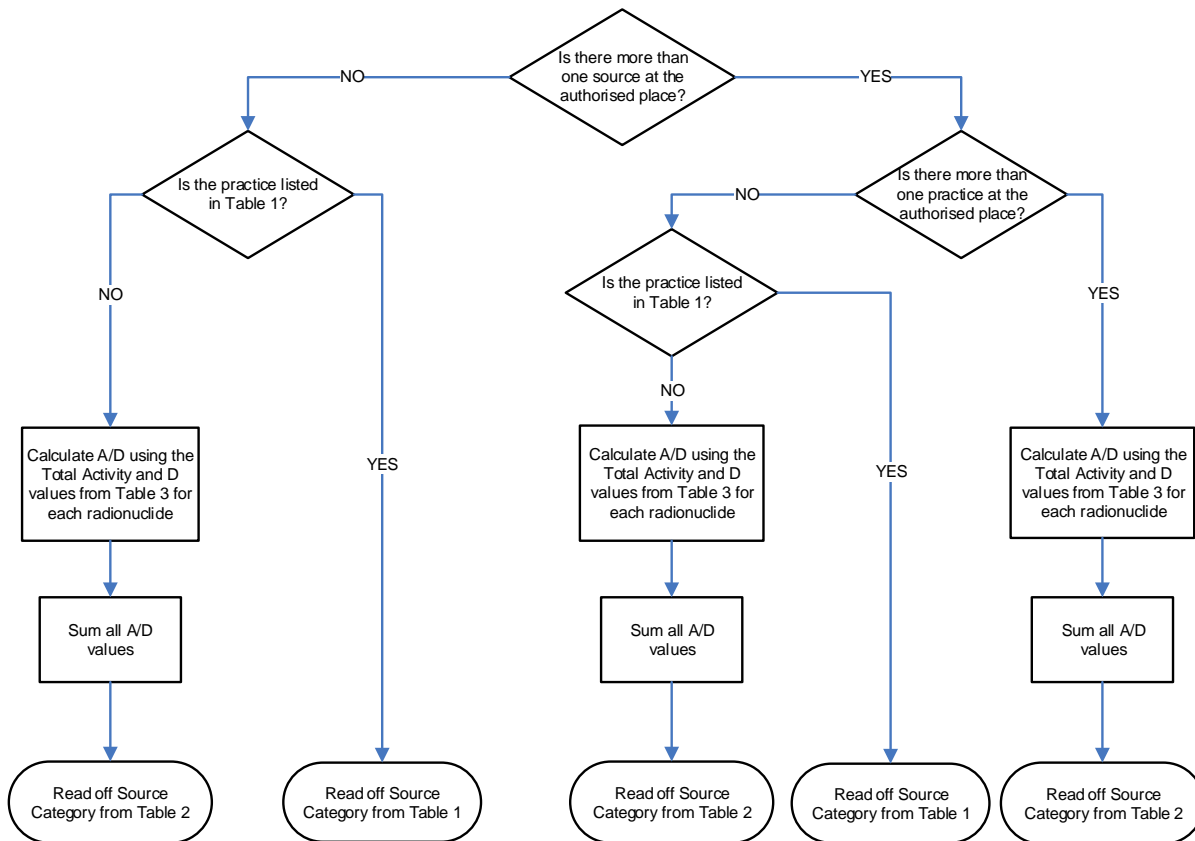 Is there more than
one source at the
authorised place?
NO
YES
Is the practice listed
in Table 1?
Is there more than
one practice at the
authorised place?
NO
Is the practice listed
in Table 1?
NO
YES
NO
Calculate A/D using the
Total Activity and D
values from Table 3 for
each radionuclide
YES
Calculate A/D using the
Total Activity and D
values from Table 3 for
each radionuclide
YES
Calculate A/D using the
Total Activity and D
values from Table 3 for
each radionuclide
Sum all A/D
values
Sum all A/D
values
Sum all A/D
values
Read off Source
Category from Table 2
Read off Source
Category from Table 1
Read off Source
Category from Table 2
Read off Source
Category from Table 1
Read off Source
Category from Table 2